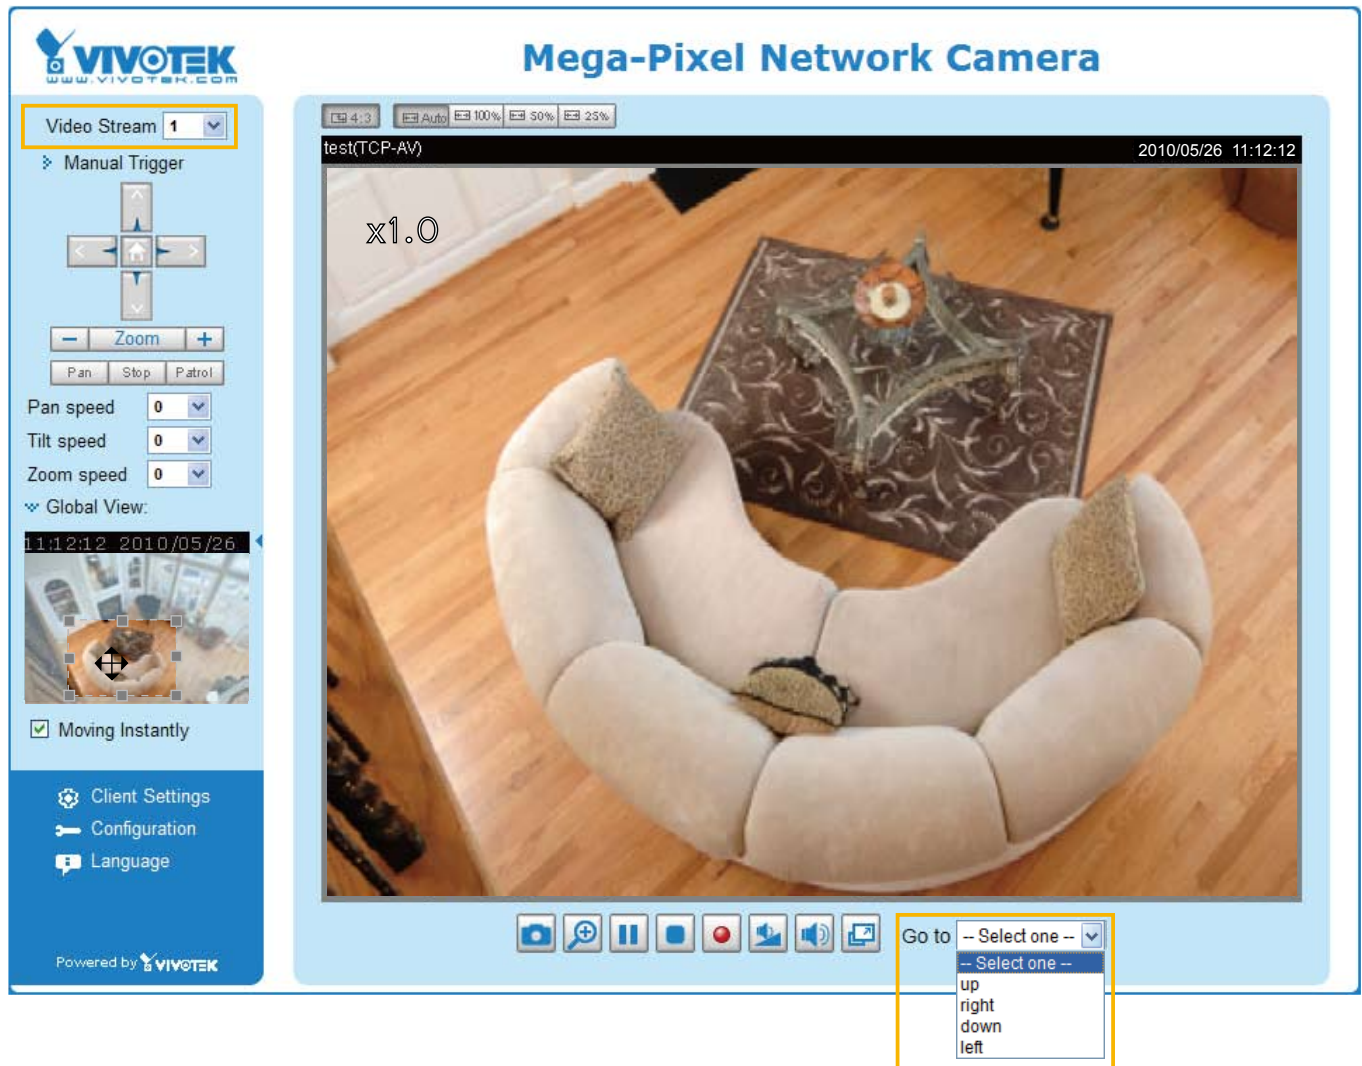 VIVOTEK
www.vivotek.com
Mega-Pixel Network Camera
Video Stream 1
Manual Trigger
Zoom
Pan Stop Patrol
Pan speed 0
Tilt speed 0
Zoom speed 0
Global View:
11:12:12 2010/05/26
Moving Instantly
Client Settings
Configuration
Language
Powered by VIVOTEK
4:3 Auto 100% 50% 25%
test(TCP-AV) 2010/05/26 11:12:12
x1.0
Go to -- Select one --
-- Select one --
up
right
down
left